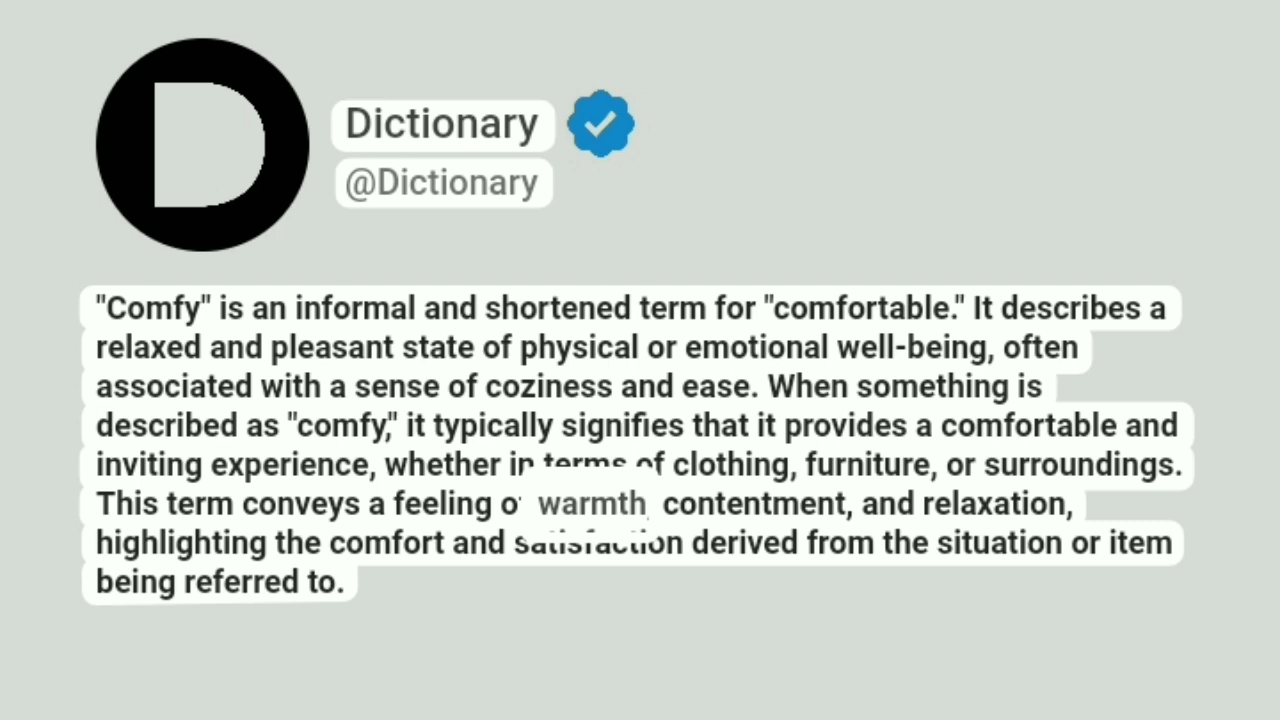 D
Dictionary
@Dictionary
"Comfy" is an informal and shortened term for "comfortable." It describes a
relaxed and pleasant state of physical or emotional well-being, often
associated with a sense of coziness and ease. When something is
described as "comfy," it typically signifies that it provides a comfortable and
inviting experience, whether in terms of clothing, furniture, or surroundings.
This term conveys a feeling of warmth, contentment, and relaxation,
highlighting the comfort and satisfaction derived from the situation or item
being referred to.